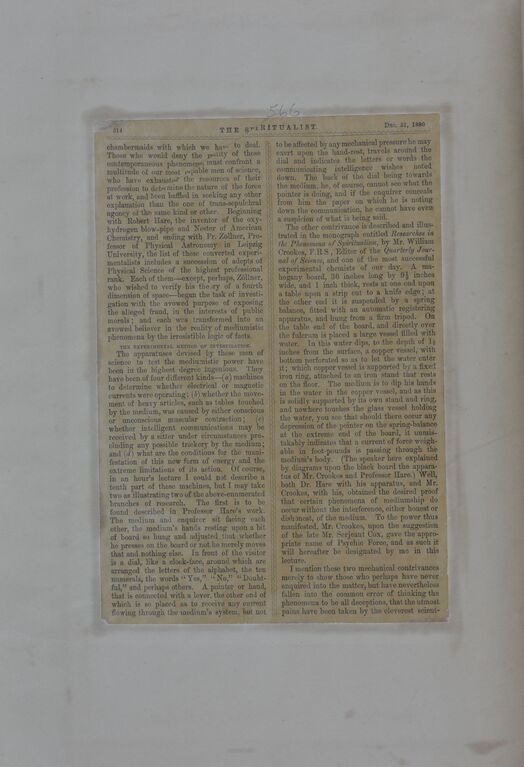 566
314
THE SPIRITUALIST.
DEC. 31, 1880
chambermaids with which we have to deal.
Those who would deny the reality of these
contemporaneous phenomena must confront a
multitude of our most capable men of science,
who have exhausted the resources of their
profession to determine the nature of the force
at work, and been baffled in seeking any other
explanation than the one of trans-sepulchral
agency of the same kind or other. Beginning
with Robert Hare, the inventor of the oxy-
hydrogen blow-pipe and Nestor of American
Chemistry, and ending with Fr. Zöllner, Pro-
fessor of Physical Astronomy in Leipzig
University, the list of these converted experi-
mentalists includes a succession of adepts of
Physical Science of the highest professional
rank. Each of them—except, perhaps, Zöllner,
who wished to verify his theory of a fourth
dimension of space—began the task of investi-
gation with the avowed purpose of exposing
the alleged fraud, in the interests of public
morals; and each was transformed into an
avowed believer in the reality of mediumistic
phenomena by the irresistible logic of facts.
THE EXPERIMENTAL METHOD OF INVESTIGATION.
The apparatuses devised by these men of
science to test the mediumistic power have
been in the highest degree ingenious. They
have been of four different kinds—(a) machines
to determine whether electrical or magnetic
currents were operating; (b) whether the move-
ment of heavy articles, such as tables touched
by the medium, was caused by either conscious
or unconscious muscular contraction; (c)
whether intelligent communications may be
received by a sitter under circumstances pre-
cluding any possible trickery by the medium;
and (d) what are the conditions for the mani-
festation of this new form of energy and the
extreme limitations of its action. Of course,
in an hour's lecture I could not describe a
tenth part of these machines, but I may take
two as illustrating two of the above-enumerated
branches of research. The first is to be
found described in Professor Hare's work.
The medium and enquirer sit facing each
other, the medium's hands resting upon a bit
of board so hung and adjusted that whether
he presses on the board or not he merely moves
that and nothing else. In front of the visitor
is a dial, like a clock-face, around which are
arranged the letters of the alphabet, the ten
numerals, the words "Yes," "No," "Doubt-
ful," and perhaps others. A pointer or hand,
that is connected with a lever, the other end of
which is so placed as to receive any current
flowing through the medium's system, but not
to be affected by any mechanical pressure he may
exert upon the hand-rest, travels around the
dial and indicates the letters or words the
communicating intelligence wishes noted
down. The back of the dial being towards
the medium, he, of course, cannot see what the
pointer is doing, and if the enquirer conceals
from him the paper on which he is noting
down the communication, he cannot have even
a suspicion of what is being said.
The other contrivance is described and illus-
trated in the monograph entitled Researches in
the Phenomena of Spiritualism, by Mr. William
Crookes, F.R.S, Editor of the Quarterly Jour-
nal of Science, and one of the most successful
experimental chemists of our day. A ma-
hogany board, 36 inches long by 9½ inches
wide, and 1 inch thick, rests at one end upon
a table upon a strip cut to a knife edge; at
the other end it is suspended by a spring
balance, fitted with an automatic registering
apparatus, and hung from a firm tripod. On
the table end of the board, and directly over
the fulcrum is placed a large vessel filled with
water. In this water dips, to the depth of 1½
inches from the surface, a copper vessel, with
bottom perforated so as to let the water enter
it; which copper vessel is supported by a fixed
iron ring, attached to an iron stand that rests
on the floor. The medium is to dip his hands
in the water in the copper vessel, and as this
is solidly supported by its own stand and ring,
and nowhere touches the glass vessel holding
the water, you see that should there occur any
depression of the pointer on the spring-balance
at the extreme end of the board, it unmis-
takably indicates that a current of force weigh-
able in foot-pounds is passing through the
medium's body. (The speaker here explained
by diagrams upon the black board the appara-
tus of Mr. Crookes and Professor Hare.) Well,
both Dr. Hare with his apparatus, and Mr.
Crookes, with his, obtained the desired proof
that certain phenomena of mediumship do
occur without the interference, either honest or
dishonest, of the medium. To the power thus
manifested, Mr. Crookes, upon the suggestion
of the late Mr. Serjeant Cox, gave the appro-
priate name of Psychic Force, and as such it
will hereafter be designated by me in this
lecture.
I mention these two mechanical contrivances
merely to show those who perhaps have never
enquired into the matter, but have nevertheless
fallen into the common error of thinking the
phenomena to be all deceptions, that the utmost
pains have been taken by the cleverest scient-